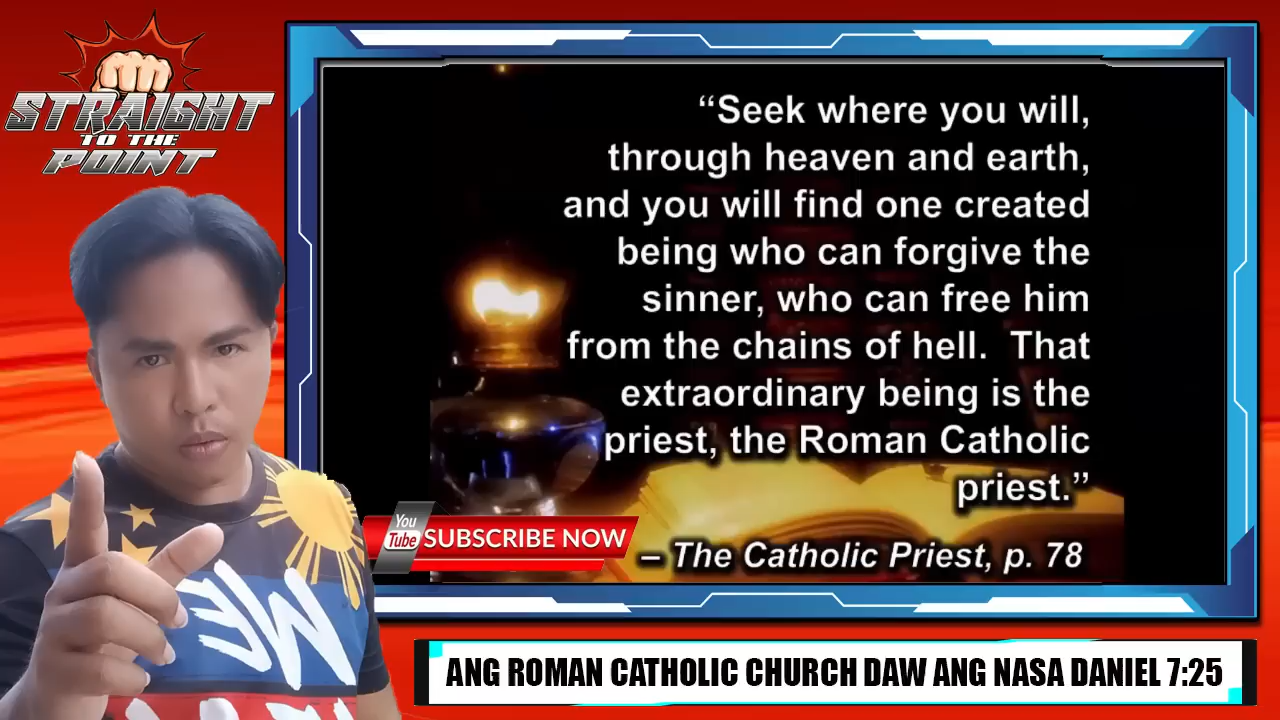 STRAIGHT
TO THE
POINT
“Seek where you will,
through heaven and earth,
and you will find one created
being who can forgive the
sinner, who can free him
from the chains of hell.  That
extraordinary being is the
priest, the Roman Catholic
priest.”
– The Catholic Priest, p. 78
You
Tube
SUBSCRIBE NOW
ANG ROMAN CATHOLIC CHURCH DAW ANG NASA DANIEL 7:25